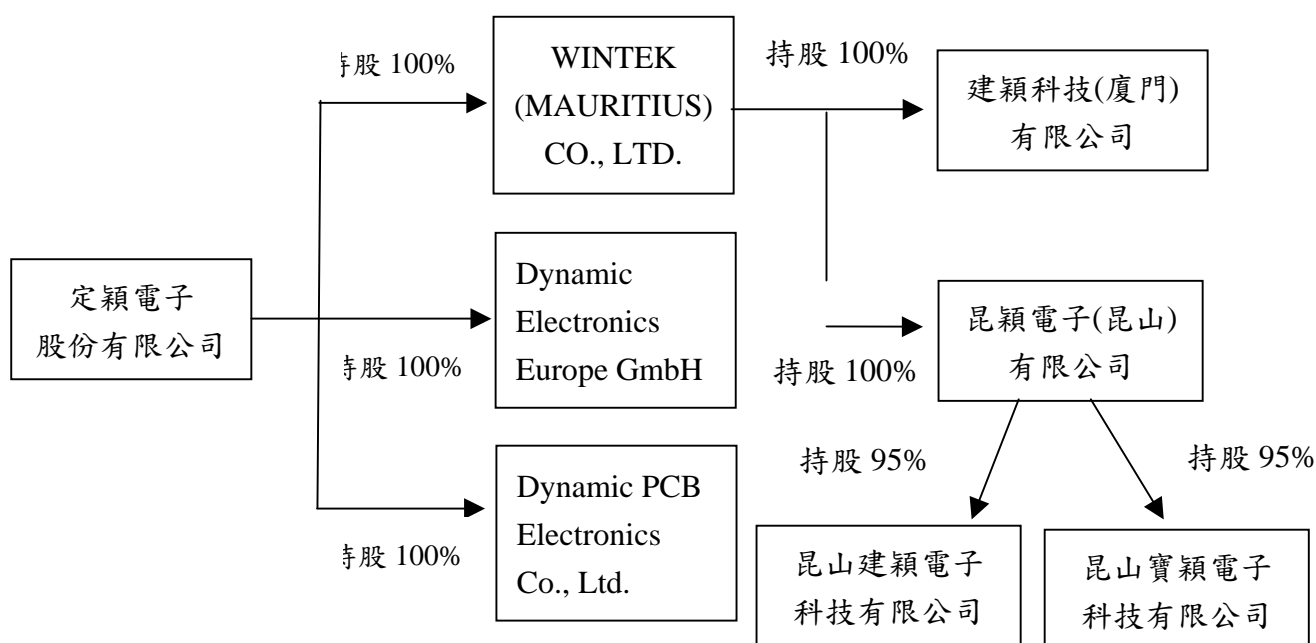 持股 100%
WINTEK
(MAURITIUS)
CO., LTD.
持股 100%
建穎科技(廈門)
有限公司
定穎電子
股份有限公司
持股 100%
Dynamic
Electronics
Europe GmbH
持股 100%
昆穎電子(昆山)
有限公司
持股 100%
Dynamic PCB
Electronics
Co., Ltd.
持股 95%
持股 95%
昆山建穎電子
科技有限公司
昆山寶穎電子
科技有限公司